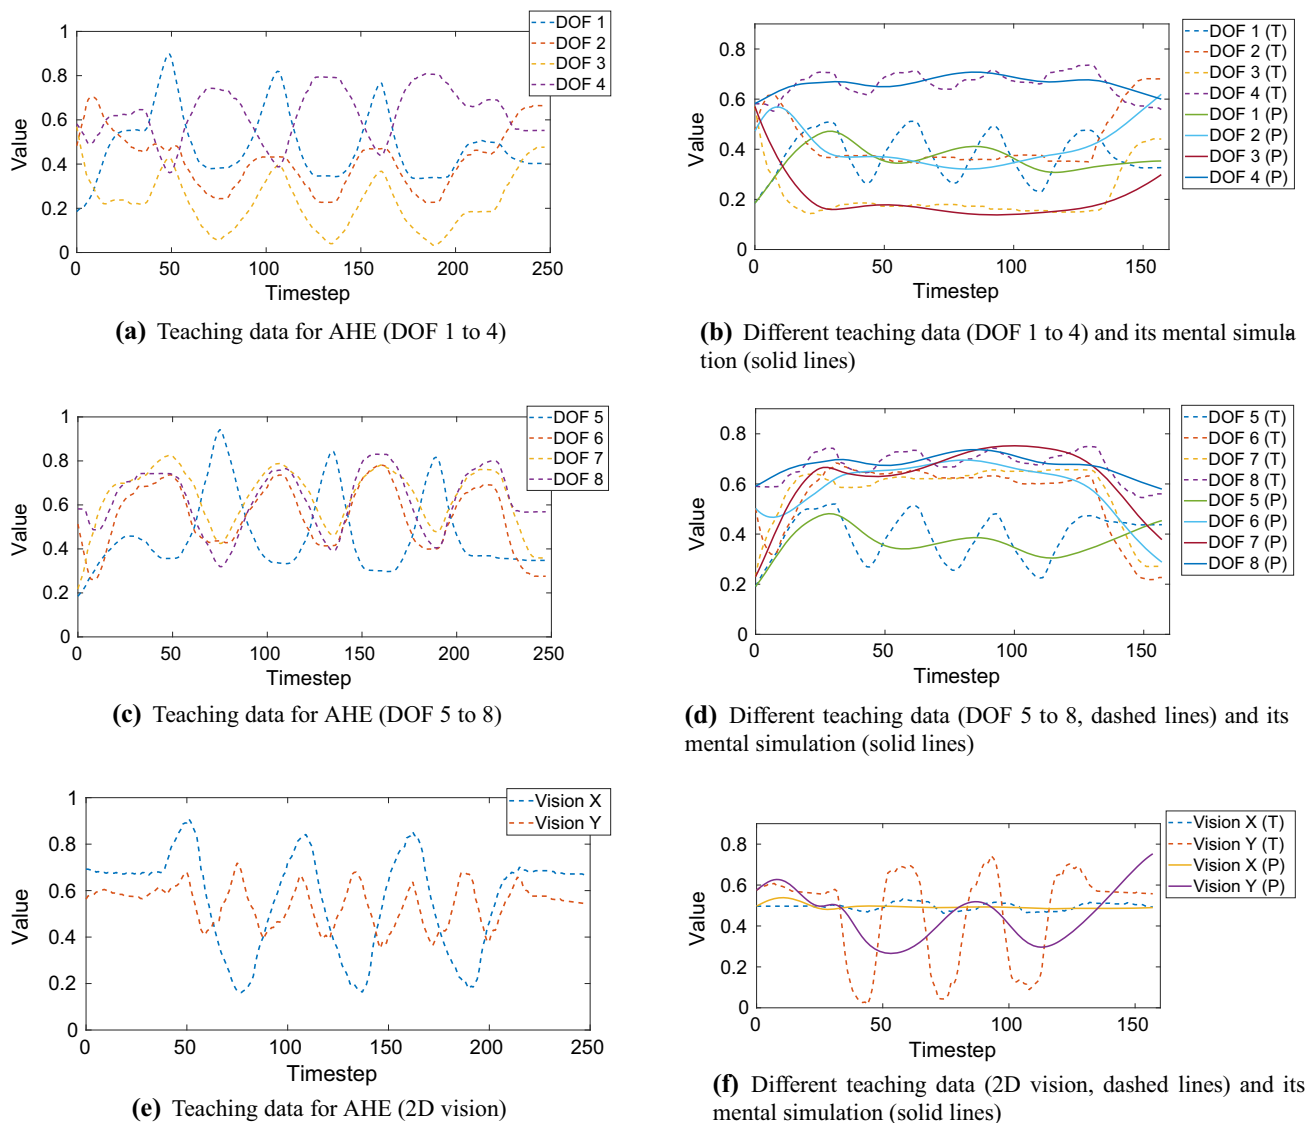 1
0.8
0.6
0.4
0.2
0
Value
0 50 100 150 200 250
Timestep
DOF 1
DOF 2
DOF 3
DOF 4
(a) Teaching data for AHE (DOF 1 to 4)
0.8
0.6
0.4
0.2
0
Value
0 50 100 150
Timestep
DOF 1 (T)
DOF 2 (T)
DOF 3 (T)
DOF 4 (T)
DOF 1 (P)
DOF 2 (P)
DOF 3 (P)
DOF 4 (P)
(b) Different teaching data (DOF 1 to 4) and its mental simula
tion (solid lines)
1
0.8
0.6
0.4
0.2
0
Value
0 50 100 150 200 250
Timestep
DOF 5
DOF 6
DOF 7
DOF 8
(c) Teaching data for AHE (DOF 5 to 8)
0.8
0.6
0.4
0.2
0
Value
0 50 100 150
Timestep
DOF 5 (T)
DOF 6 (T)
DOF 7 (T)
DOF 8 (T)
DOF 5 (P)
DOF 6 (P)
DOF 7 (P)
DOF 8 (P)
(d) Different teaching data (DOF 5 to 8, dashed lines) and its
mental simulation (solid lines)
1
0.8
0.6
0.4
0.2
0
Value
0 50 100 150 200 250
Timestep
Vision X
Vision Y
(e) Teaching data for AHE (2D vision)
0.8
0.6
0.4
0.2
0
Value
0 50 100 150
Timestep
Vision X (T)
Vision Y (T)
Vision X (P)
Vision Y (P)
(f) Different teaching data (2D vision, dashed lines) and its
mental simulation (solid lines)